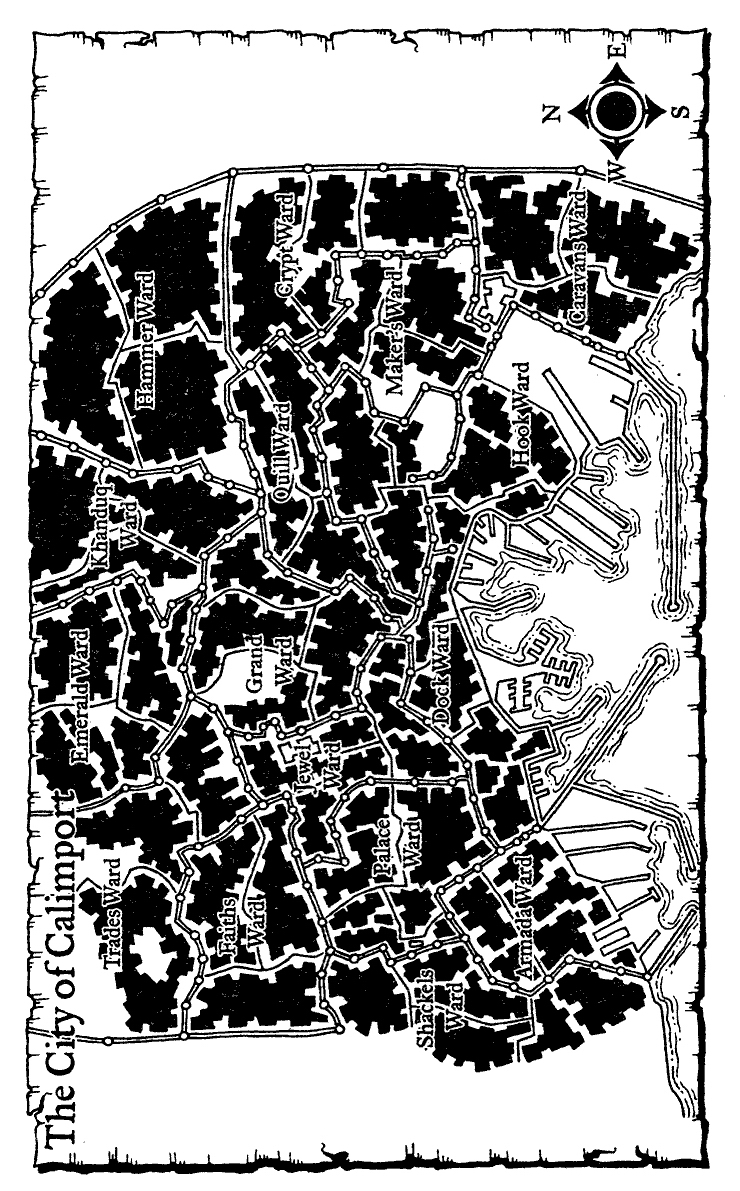 The City of Calimport
Trades Ward
Emerald Ward
Khanduq
Ward
Hammer Ward
Faiths
Ward
Jewel
Ward
Grand
Ward
Quill Ward
Crypt Ward
Shackels
Ward
Palace
Ward
Maker's Ward
Armada Ward
Dock Ward
Hook Ward
Caravans Ward
N
W
E
S